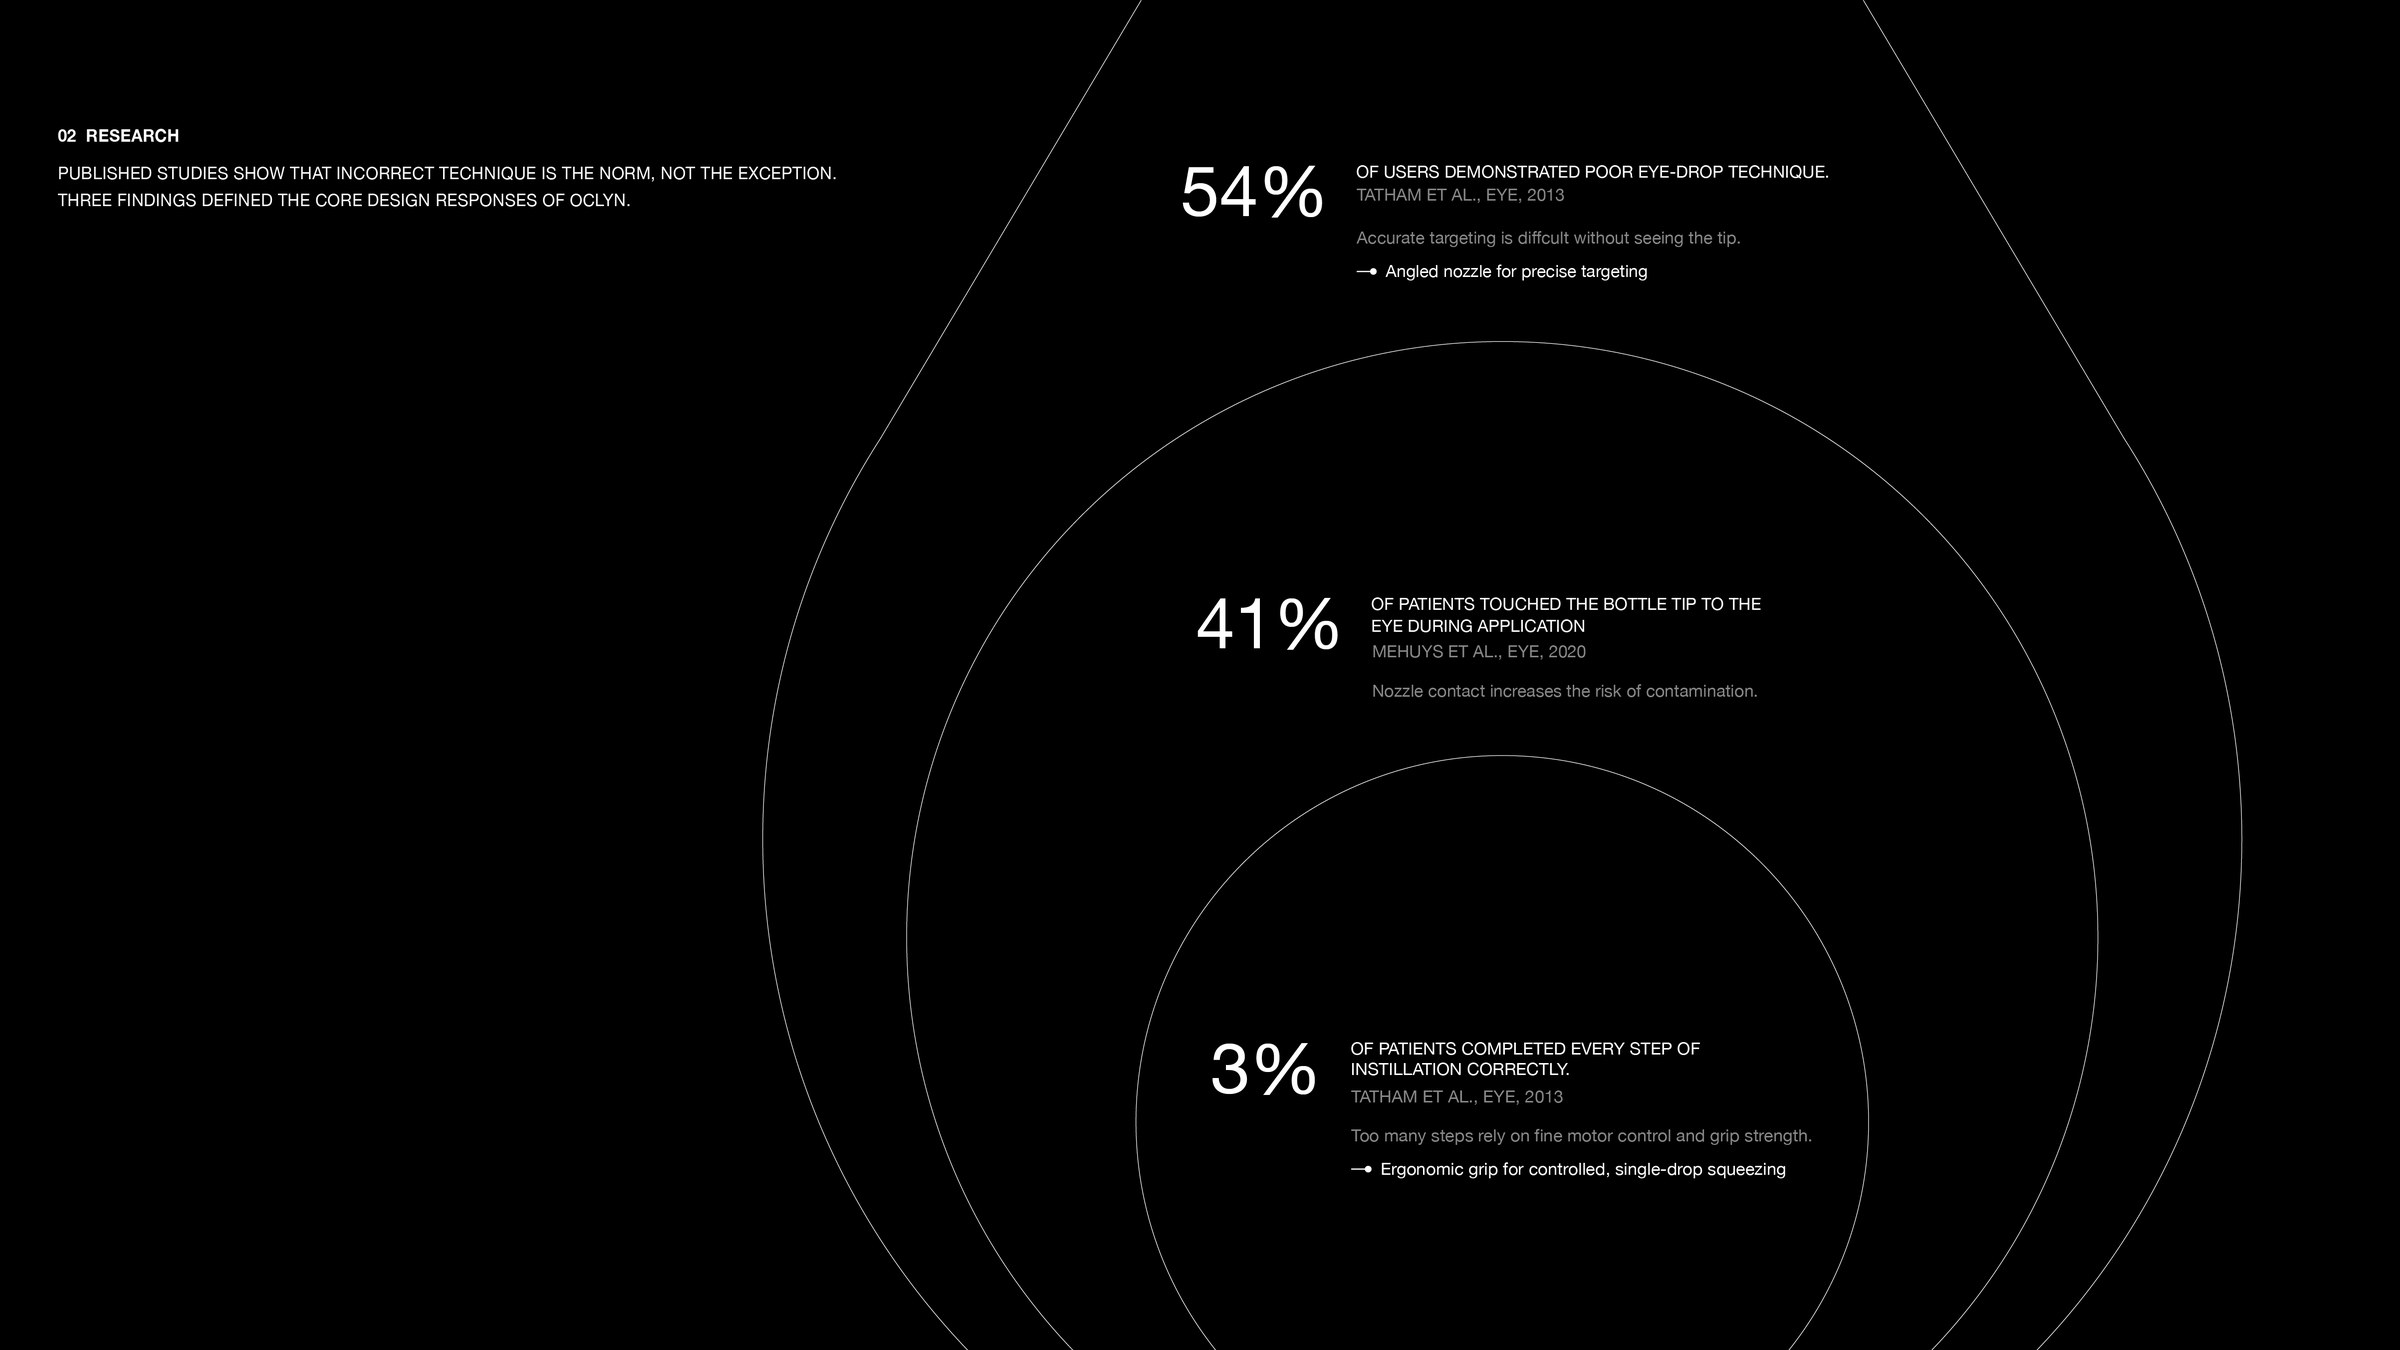 02 RESEARCH
PUBLISHED STUDIES SHOW THAT INCORRECT TECHNIQUE IS THE NORM, NOT THE EXCEPTION.
THREE FINDINGS DEFINED THE CORE DESIGN RESPONSES OF OCLYN.
54%
OF USERS DEMONSTRATED POOR EYE-DROP TECHNIQUE.
TATHAM ET AL., EYE, 2013
Accurate targeting is diffcult without seeing the tip.
Angled nozzle for precise targeting
41%
OF PATIENTS TOUCHED THE BOTTLE TIP TO THE
EYE DURING APPLICATION
MEHUYS ET AL., EYE, 2020
Nozzle contact increases the risk of contamination.
3%
OF PATIENTS COMPLETED EVERY STEP OF
INSTILLATION CORRECTLY.
TATHAM ET AL., EYE, 2013
Too many steps rely on fine motor control and grip strength.
Ergonomic grip for controlled, single-drop squeezing